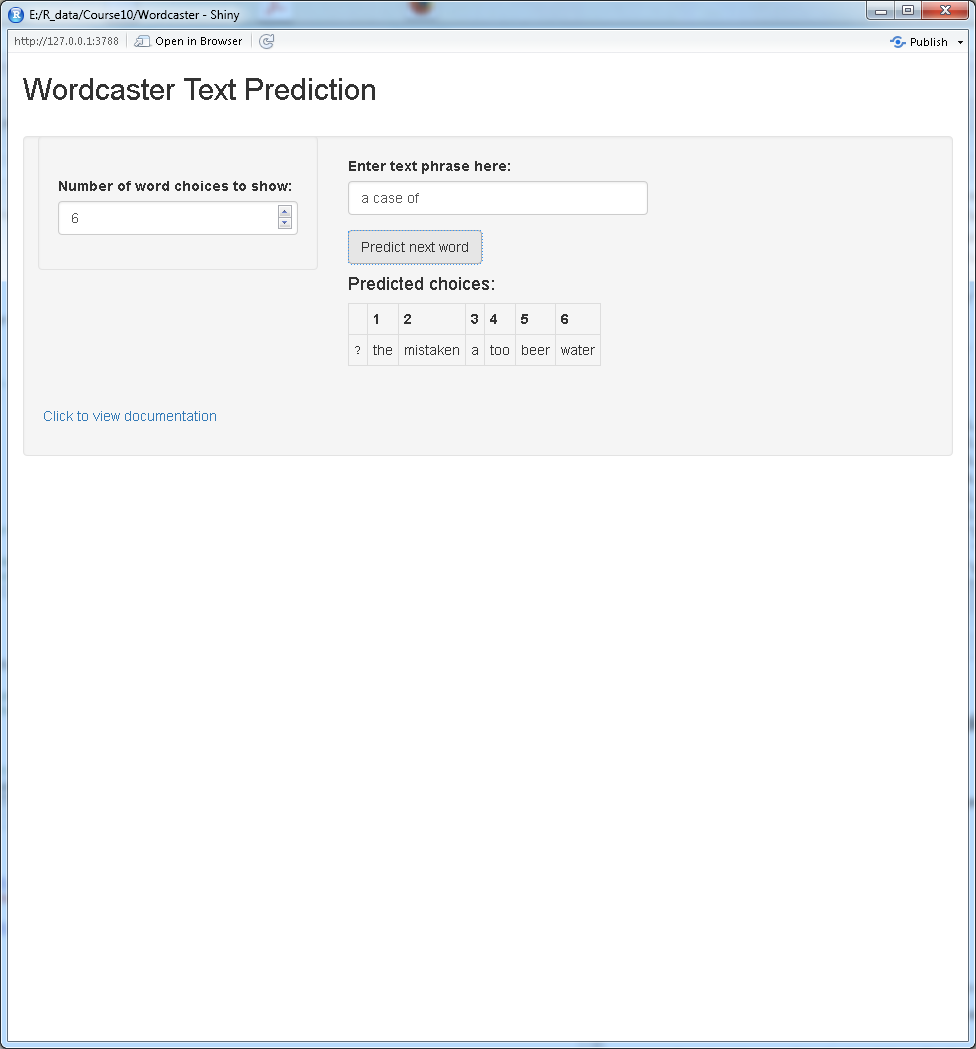 E:/R_data/Course10/Wordcaster - Shiny
http://127.0.0.1:3788 Open in Browser Publish
Wordcaster Text Prediction
Number of word choices to show:
6
Enter text phrase here:
a case of
Predict next word
Predicted choices:
1 2 3 4 5 6
? the mistaken a too beer water
Click to view documentation